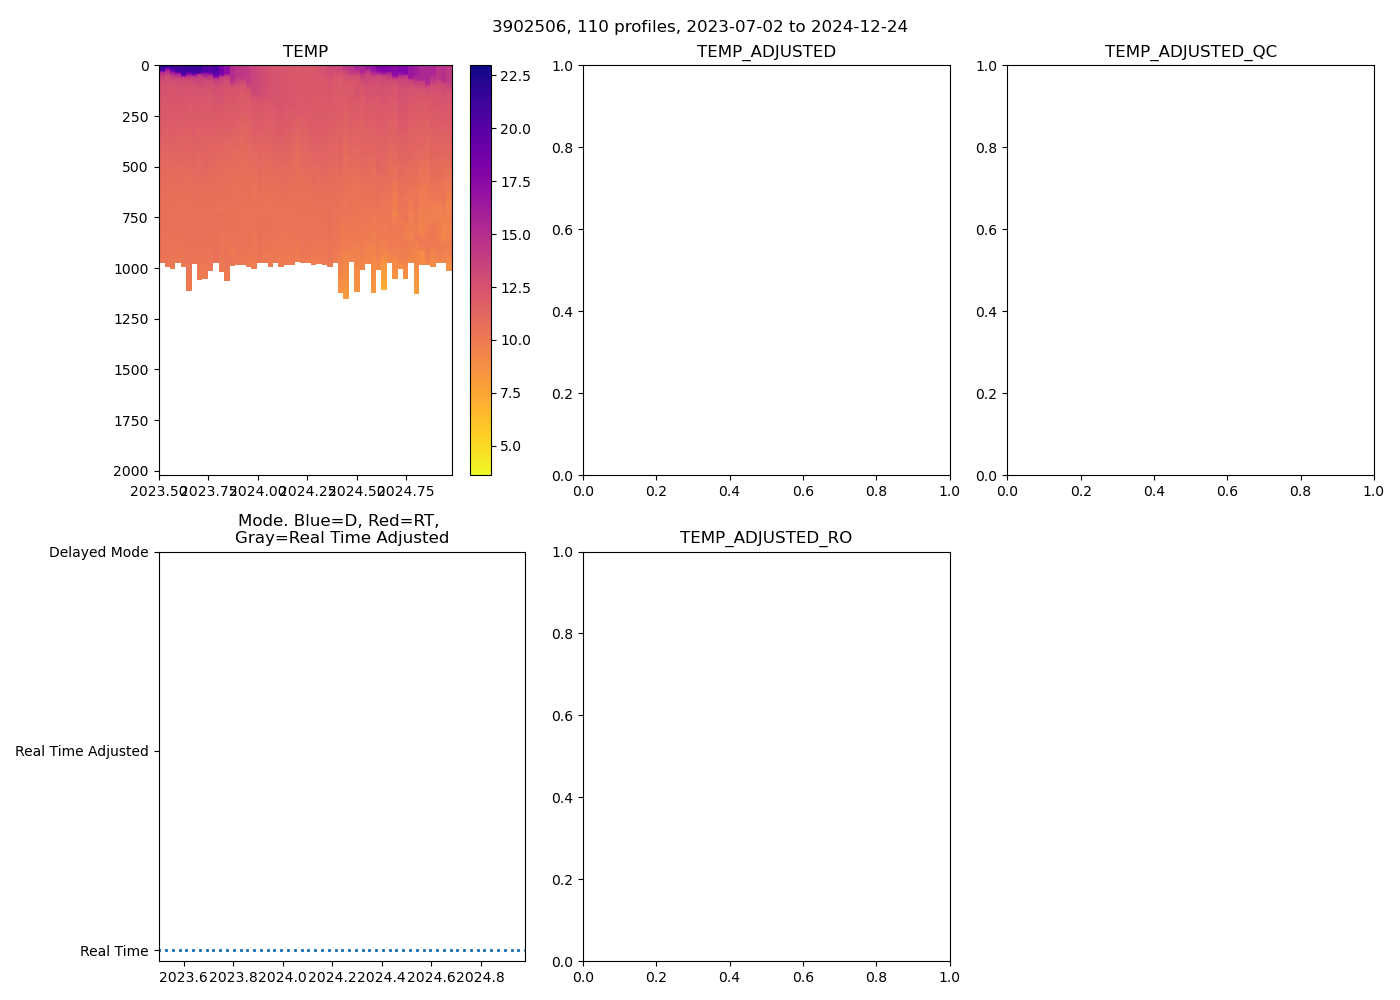 3902506, 110 profiles, 2023-07-02 to 2024-12-24
TEMP
0
250
500
750
1000
1250
1500
1750
2000
2023.50 2023.75 2024.00 2024.25 2024.50 2024.75
22.5
20.0
17.5
15.0
12.5
10.0
7.5
5.0
TEMP_ADJUSTED
1.0
0.8
0.6
0.4
0.2
0.0
0.0 0.2 0.4 0.6 0.8 1.0
TEMP_ADJUSTED_QC
1.0
0.8
0.6
0.4
0.2
0.0
0.0 0.2 0.4 0.6 0.8 1.0
Mode. Blue=D, Red=RT,
Gray=Real Time Adjusted
Delayed Mode
Real Time Adjusted
Real Time
2023.6 2023.8 2024.0 2024.2 2024.4 2024.6 2024.8
TEMP_ADJUSTED_RO
1.0
0.8
0.6
0.4
0.2
0.0
0.0 0.2 0.4 0.6 0.8 1.0